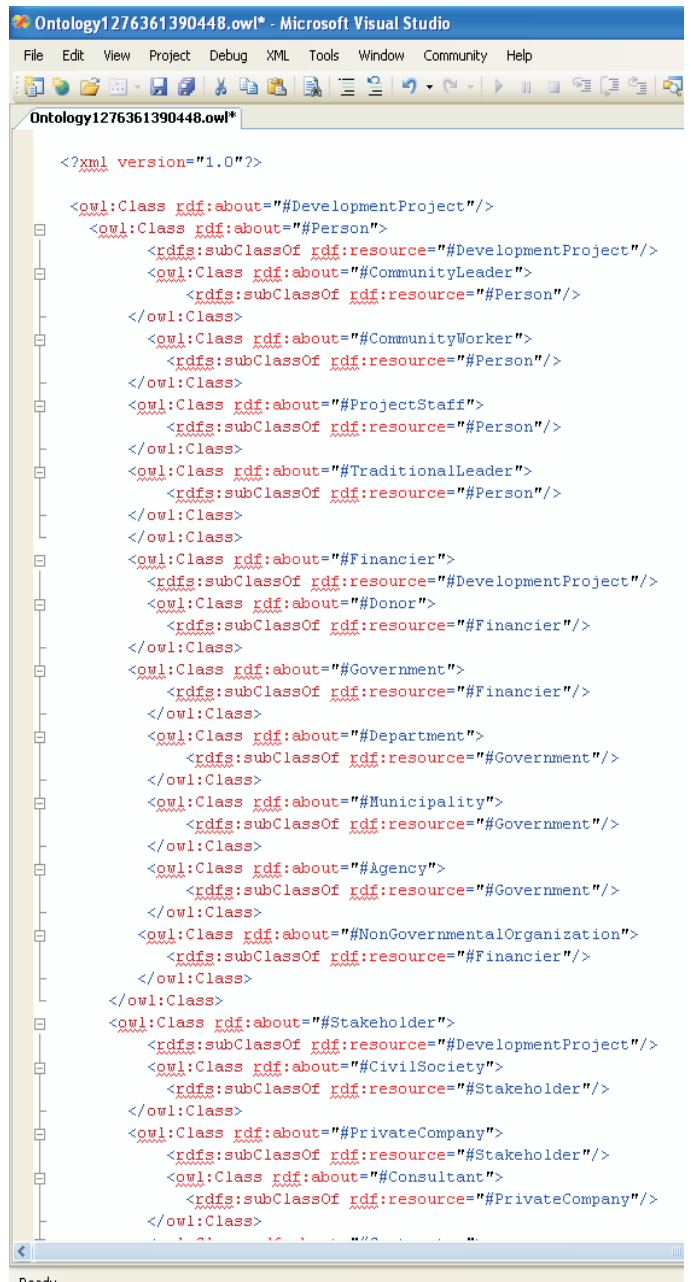 Ontology1276361390448.owl* - Microsoft Visual Studio
File Edit View Project Debug XML Tools Window Community Help
Ontology1276361390448.owl*
<?xml version="1.0"?>
<owl:Class rdf:about="#DevelopmentProject"/>
<owl:Class rdf:about="#Person">
<rdfs:subClassOf rdf:resource="#DevelopmentProject"/>
<owl:Class rdf:about="#CommunityLeader">
<rdfs:subClassOf rdf:resource="#Person"/>
</owl:Class>
<owl:Class rdf:about="#CommunityWorker">
<rdfs:subClassOf rdf:resource="#Person"/>
</owl:Class>
<owl:Class rdf:about="#ProjectStaff">
<rdfs:subClassOf rdf:resource="#Person"/>
</owl:Class>
<owl:Class rdf:about="#TraditionalLeader">
<rdfs:subClassOf rdf:resource="#Person"/>
</owl:Class>
</owl:Class>
<owl:Class rdf:about="#Financier">
<rdfs:subClassOf rdf:resource="#DevelopmentProject"/>
<owl:Class rdf:about="#Donor">
<rdfs:subClassOf rdf:resource="#Financier"/>
</owl:Class>
<owl:Class rdf:about="#Government">
<rdfs:subClassOf rdf:resource="#Financier"/>
</owl:Class>
<owl:Class rdf:about="#Department">
<rdfs:subClassOf rdf:resource="#Government"/>
</owl:Class>
<owl:Class rdf:about="#Municipality">
<rdfs:subClassOf rdf:resource="#Government"/>
</owl:Class>
<owl:Class rdf:about="#Agency">
<rdfs:subClassOf rdf:resource="#Government"/>
</owl:Class>
<owl:Class rdf:about="#NonGovernmentalOrganization">
<rdfs:subClassOf rdf:resource="#Financier"/>
</owl:Class>
</owl:Class>
<owl:Class rdf:about="#Stakeholder">
<rdfs:subClassOf rdf:resource="#DevelopmentProject"/>
<owl:Class rdf:about="#CivilSociety">
<rdfs:subClassOf rdf:resource="#Stakeholder"/>
</owl:Class>
<owl:Class rdf:about="#PrivateCompany">
<rdfs:subClassOf rdf:resource="#Stakeholder"/>
<owl:Class rdf:about="#Consultant">
<rdfs:subClassOf rdf:resource="#PrivateCompany"/>
</owl:Class>